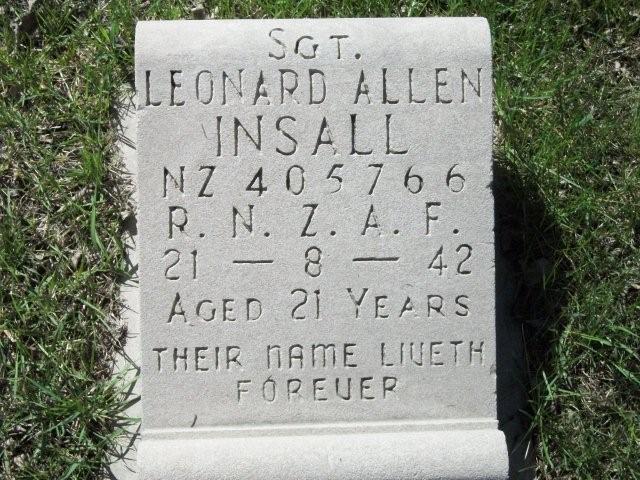 SGT.
LEONARD ALLEN
INSALL
NZ 405766
R. N. Z. A. F.
21 — 8 — 42
AGED 21 YEARS
THEIR NAME LIVETH
FOREVER